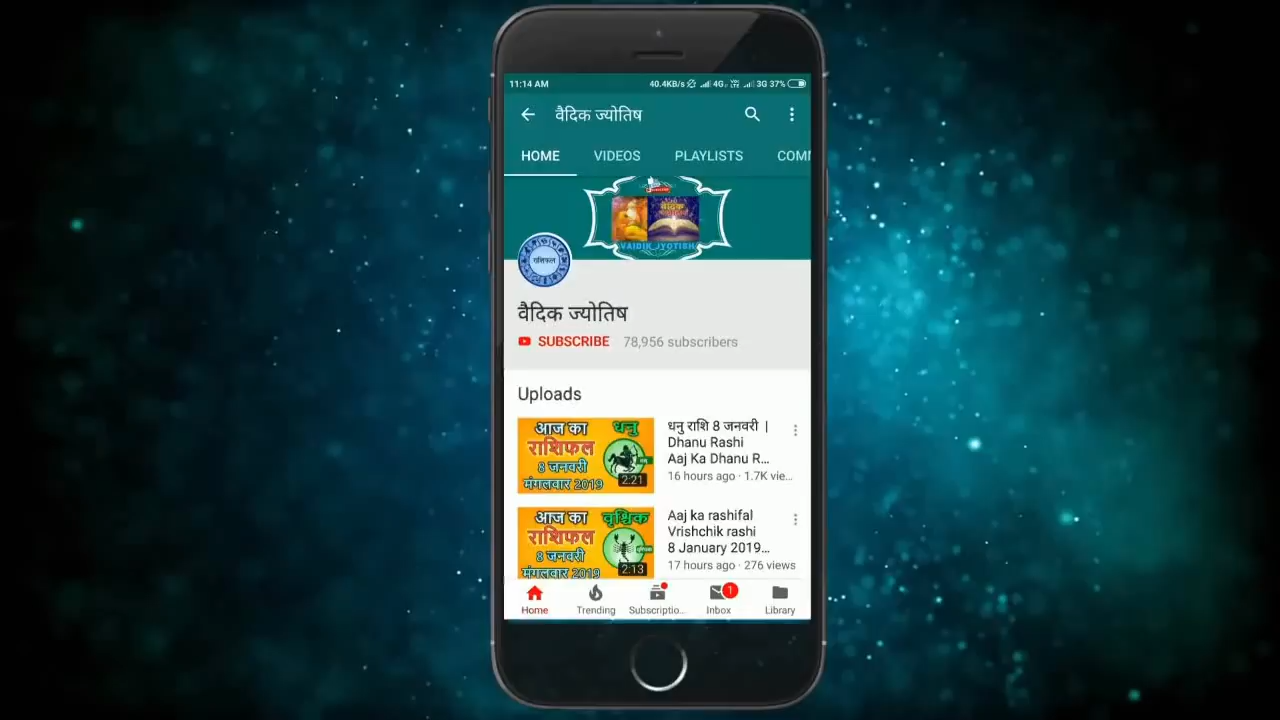 11:14 AM
40.4KB/s 4G 3G 37%
वैदिक ज्योतिष
HOME VIDEOS PLAYLISTS COMM
वैदिक
VAIDIK JYOTISH
राशिफल
वैदिक ज्योतिष
SUBSCRIBE 78,956 subscribers
Uploads
आज का धनु
राशिफल
8 जनवरी
मंगलवार 2019
2:21
धनु राशि 8 जनवरी |
Dhanu Rashi
Aaj Ka Dhanu R...
16 hours ago · 1.7K vie...
आज का वृश्चिक
राशिफल
8 जनवरी
मंगलवार 2019
2:13
Aaj ka rashifal
Vrishchik rashi
8 January 2019...
17 hours ago · 276 views
1
Home Trending Subscriptio... Inbox Library